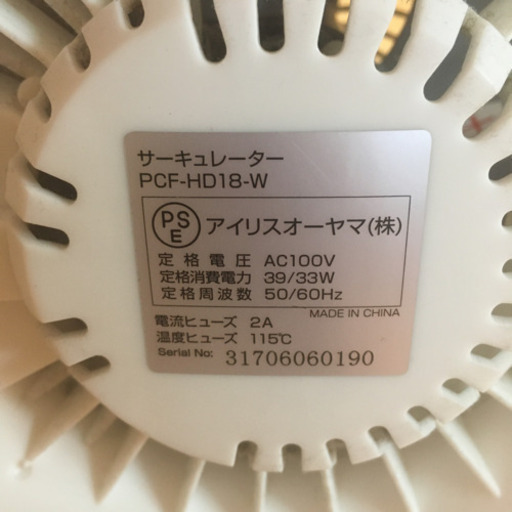 サーキュレーター
PCF-HD18-W
PSE アイリスオーヤマ(株)
定格電圧 AC100V
定格消費電力 39/33W
定格周波数 50/60Hz
MADE IN CHINA
電流ヒューズ 2A
温度ヒューズ 115℃
Serial No: 31706060190